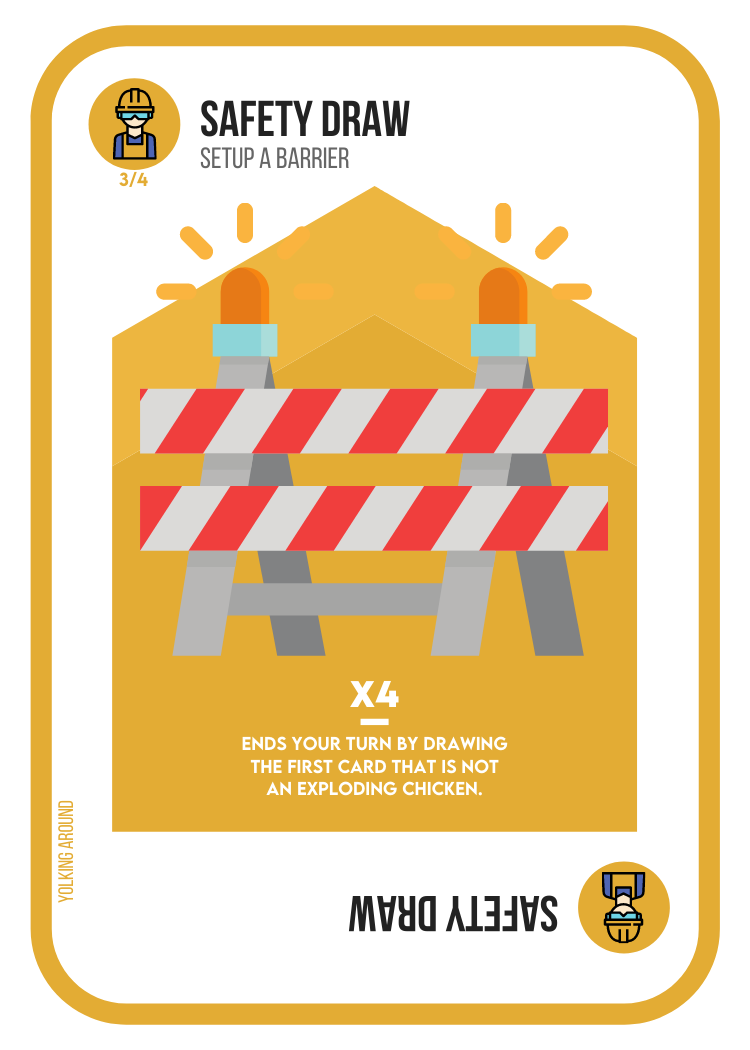 SAFETY DRAW
SETUP A BARRIER
3/4
X4
ENDS YOUR TURN BY DRAWING
THE FIRST CARD THAT IS NOT
AN EXPLODING CHICKEN.
YOLKING AROUND
SAFETY DRAW